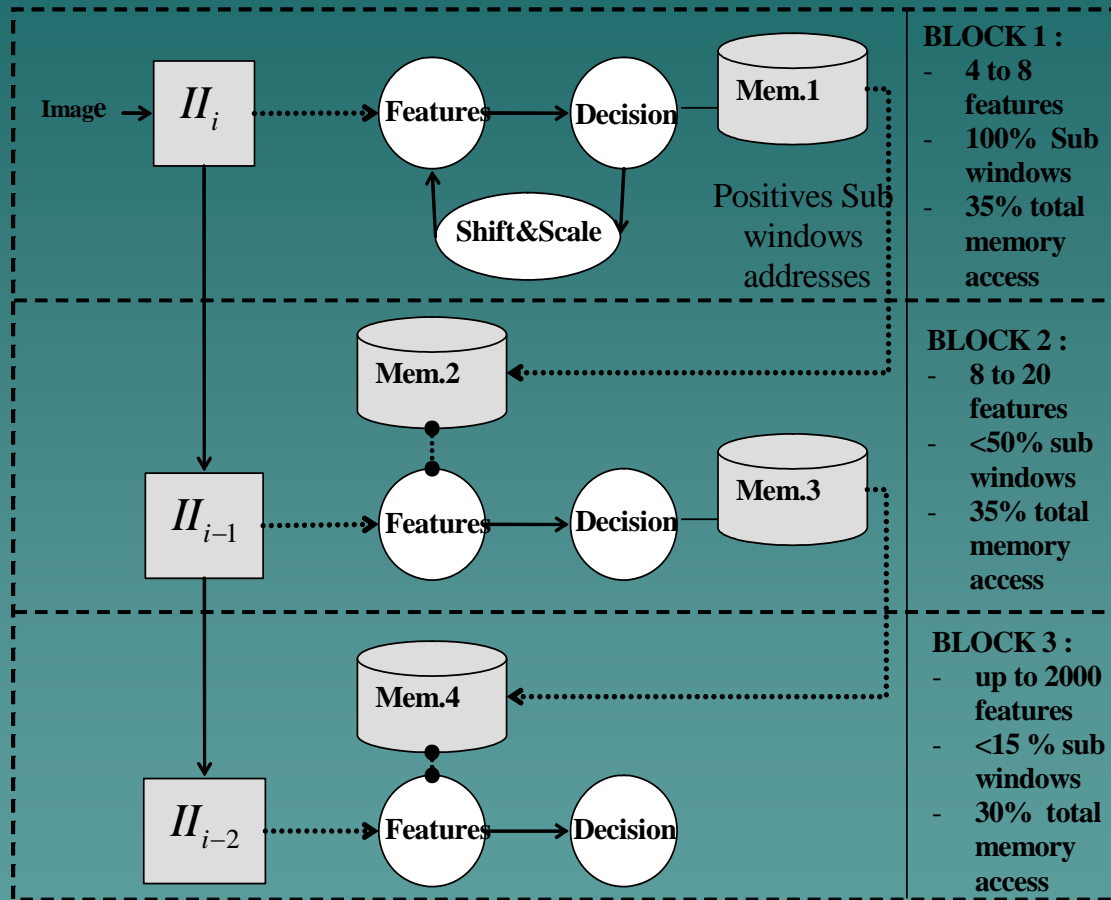 Image
II_i
Features
Decision
Mem.1
Shift&Scale
Positives Sub
windows
addresses
BLOCK 1 :
- 4 to 8
features
- 100% Sub
windows
- 35% total
memory
access
Mem.2
II_{i-1}
Features
Decision
Mem.3
BLOCK 2 :
- 8 to 20
features
- <50% sub
windows
- 35% total
memory
access
Mem.4
II_{i-2}
Features
Decision
BLOCK 3 :
- up to 2000
features
- <15 % sub
windows
- 30% total
memory
access